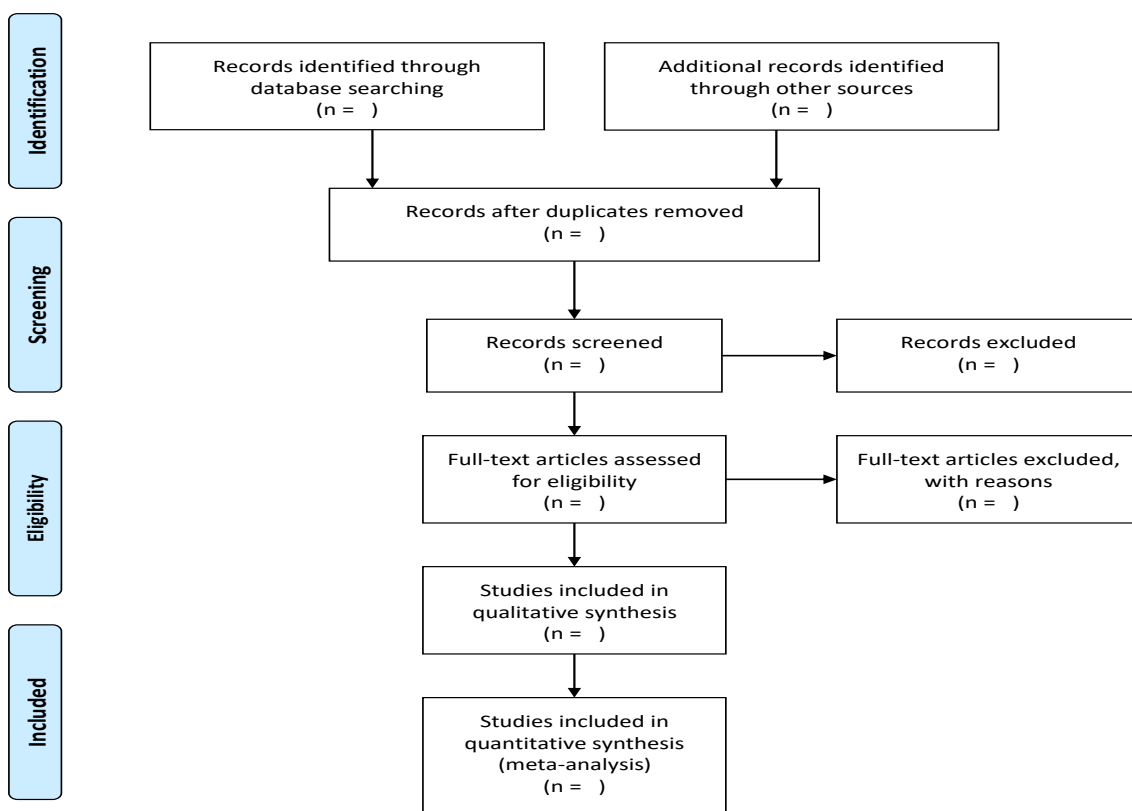 Identification
Records identified through
database searching
(n =   )
Additional records identified
through other sources
(n =   )
Records after duplicates removed
(n =   )
Screening
Records screened
(n =   )
Records excluded
(n =   )
Eligibility
Full-text articles assessed
for eligibility
(n =   )
Full-text articles excluded,
with reasons
(n =   )
Studies included in
qualitative synthesis
(n =   )
Included
Studies included in
quantitative synthesis
(meta-analysis)
(n =   )